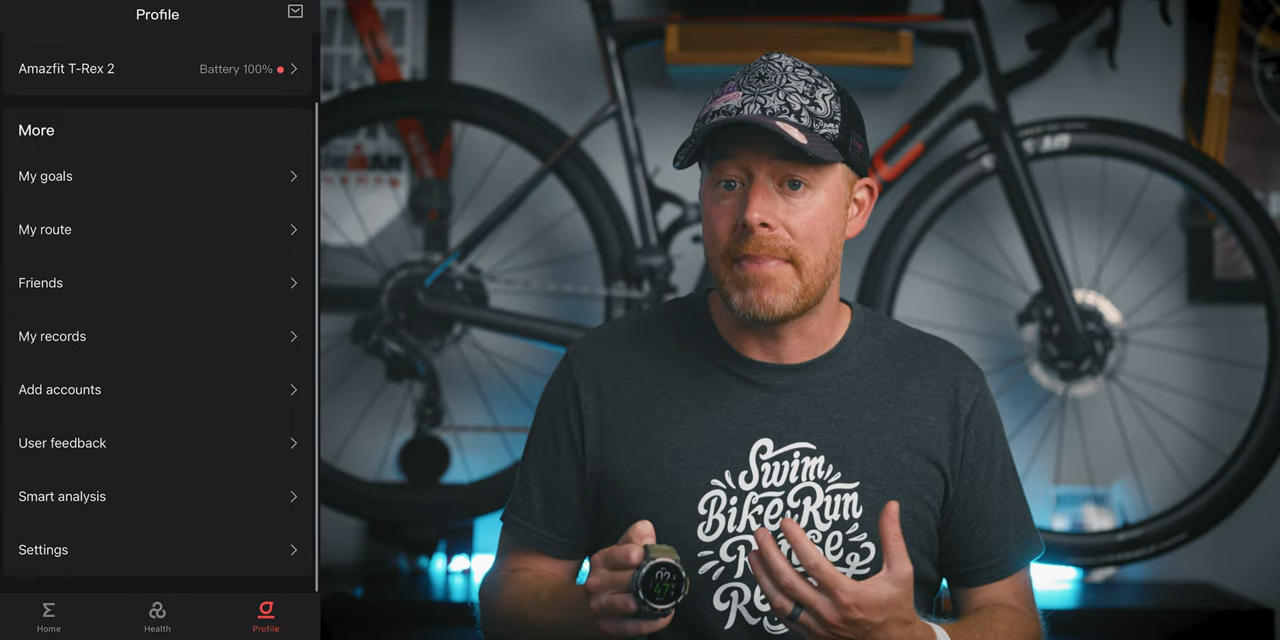 Profile
Amazfit T-Rex 2
Battery 100%
More
My goals
My route
Friends
My records
Add accounts
User feedback
Smart analysis
Settings
Home
Health
Profile
Swim
Bike Run